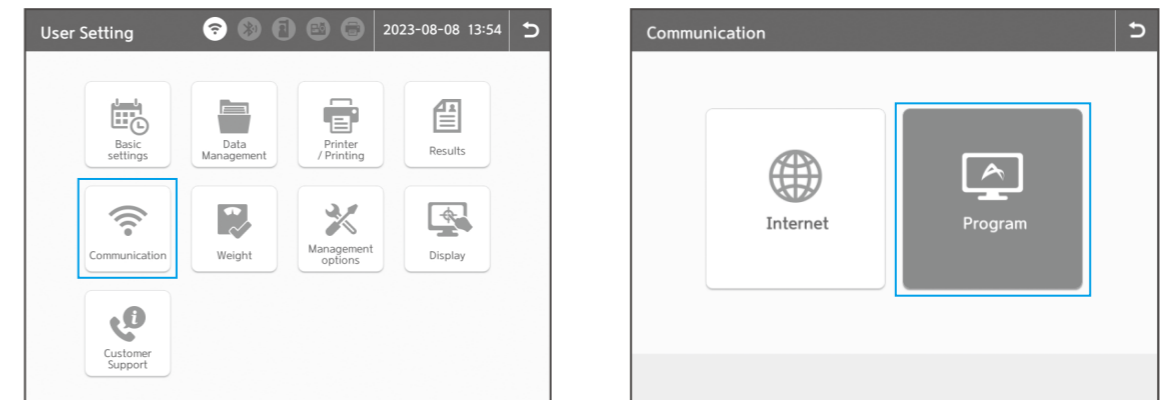 User Setting
2023-08-08 13:54
Basic
settings
Data
Management
Printer
/ Printing
Results
Communication
Weight
Management
options
Display
Customer
Support
Communication
Internet
Program